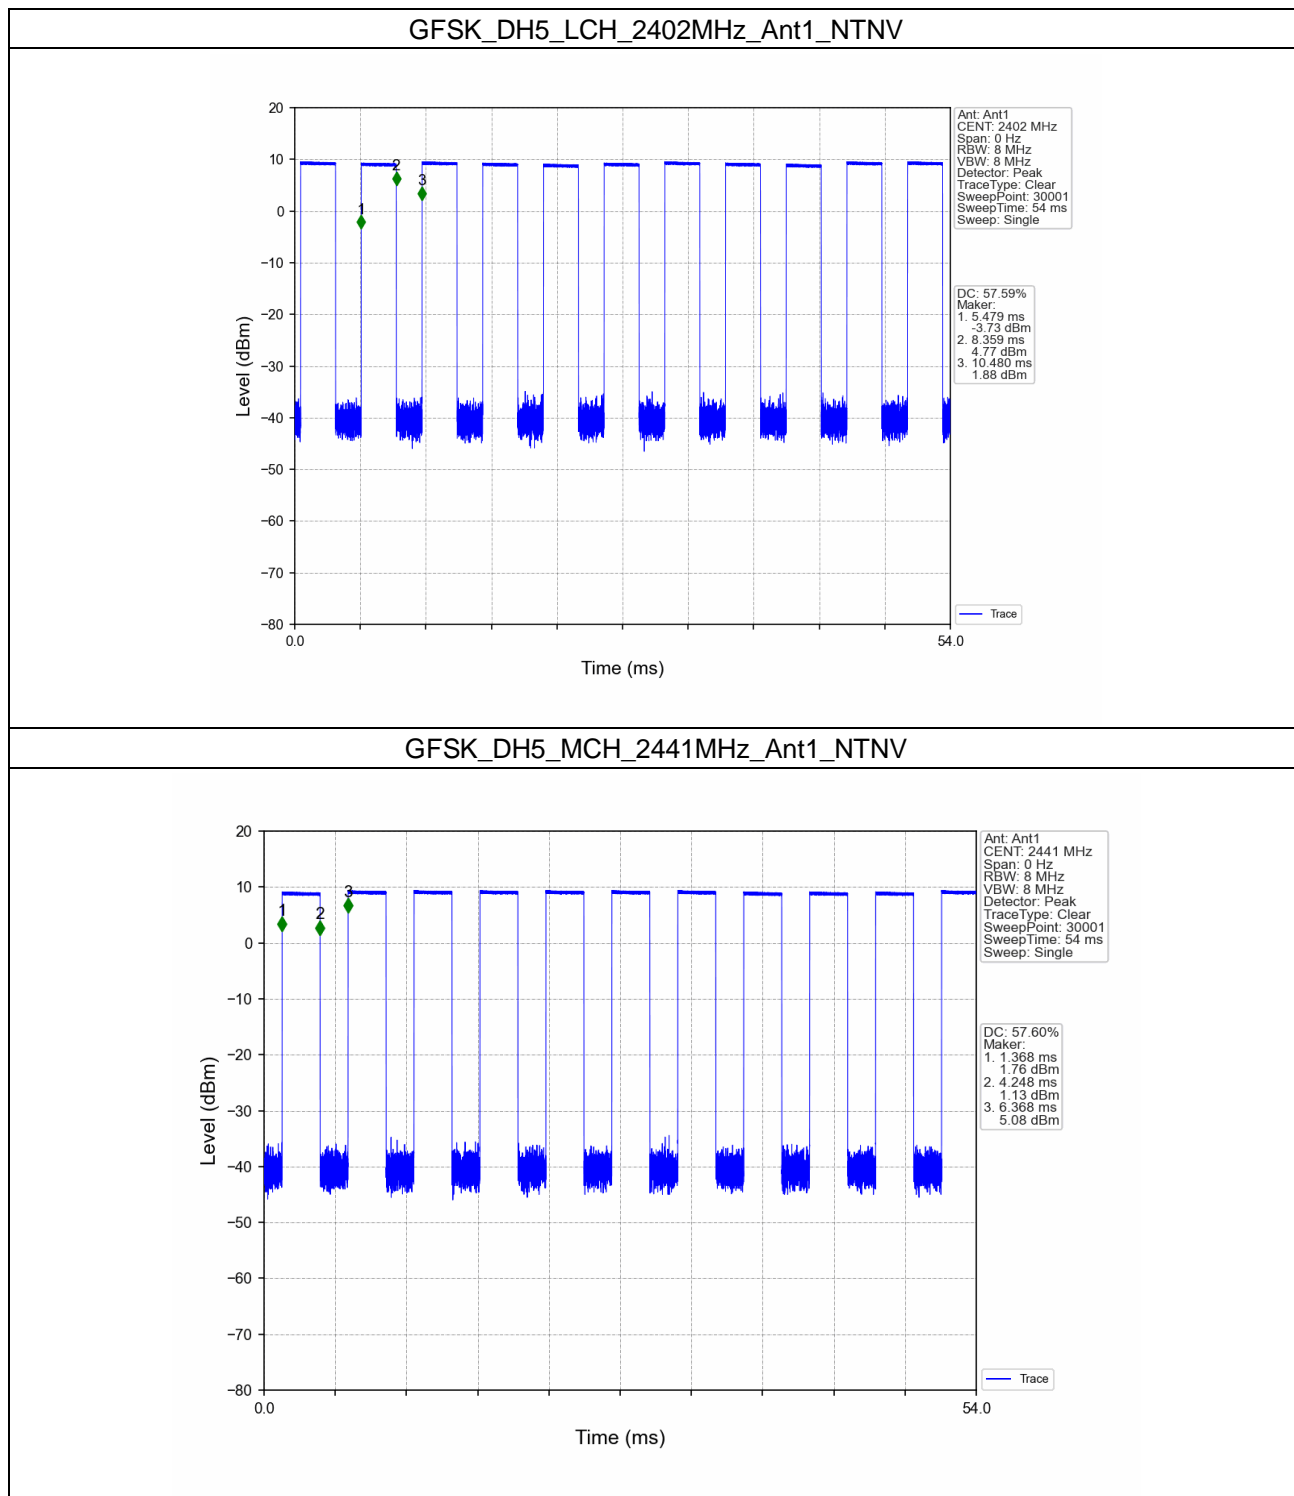 GFSK_DH5_LCH_2402MHz_Ant1_NTNV
20
10
0
−10
−20
−30
−40
−50
−60
−70
−80
Level (dBm)
1
2
3
0.0
54.0
Time (ms)
Ant: Ant1
CENT: 2402 MHz
Span: 0 Hz
RBW: 8 MHz
VBW: 8 MHz
Detector: Peak
TraceType: Clear
SweepPoint: 30001
SweepTime: 54 ms
Sweep: Single
DC: 57.59%
Maker:
1. 5.479 ms
-3.73 dBm
2. 8.359 ms
4.77 dBm
3. 10.480 ms
1.88 dBm
Trace
GFSK_DH5_MCH_2441MHz_Ant1_NTNV
20
10
0
−10
−20
−30
−40
−50
−60
−70
−80
Level (dBm)
1
2
3
0.0
54.0
Time (ms)
Ant: Ant1
CENT: 2441 MHz
Span: 0 Hz
RBW: 8 MHz
VBW: 8 MHz
Detector: Peak
TraceType: Clear
SweepPoint: 30001
SweepTime: 54 ms
Sweep: Single
DC: 57.60%
Maker:
1. 1.368 ms
1.76 dBm
2. 4.248 ms
1.13 dBm
3. 6.368 ms
5.08 dBm
Trace